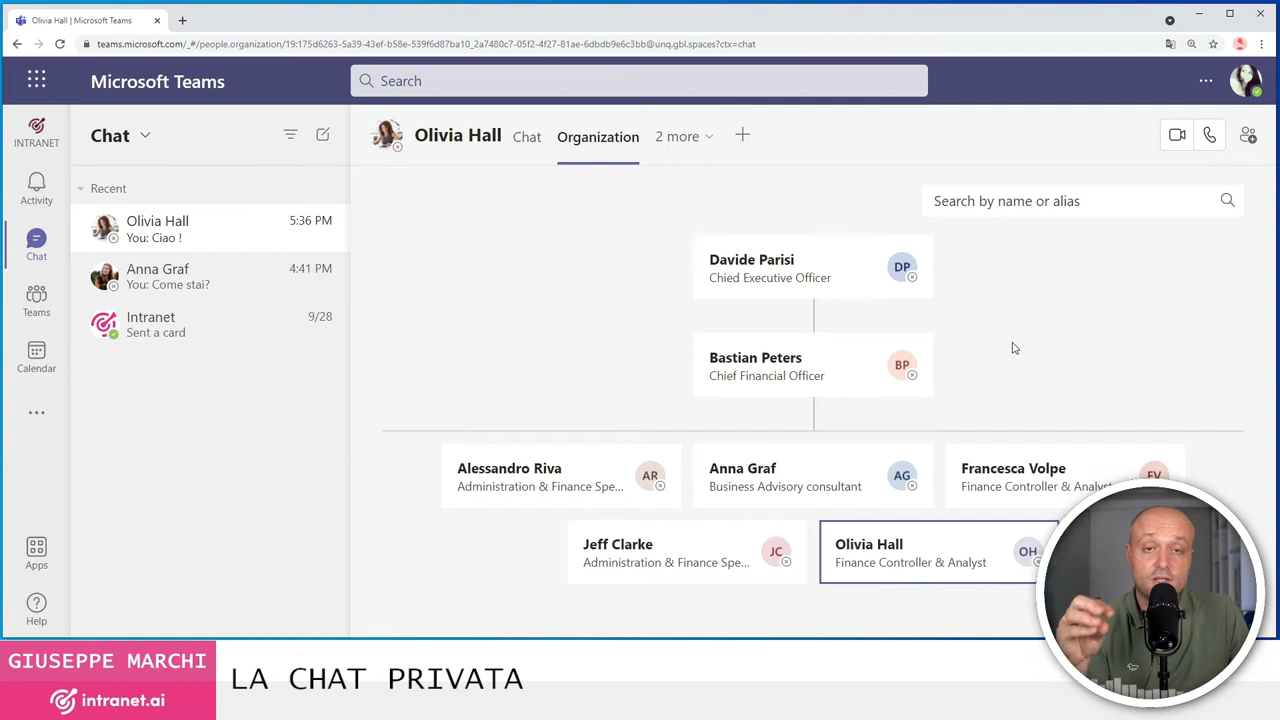 Olivia Hall | Microsoft Teams
teams.microsoft.com/_#/people.organization/19:175d6263-5a39-43ef-b58e-539f6d87ba10_2a7480c7-05f2-4f27-81ae-6dbdb9e6c3bb@unq.gbl.spaces?ctx=chat
Microsoft Teams
Search
INTRANET
Activity
Chat
Teams
Calendar
Apps
Help
Chat
Recent
Olivia Hall 5:36 PM
You: Ciao !
Anna Graf 4:41 PM
You: Come stai?
Intranet 9/28
Sent a card
Olivia Hall Chat Organization 2 more
Search by name or alias
Davide Parisi
Chied Executive Officer
DP
Bastian Peters
Chief Financial Officer
BP
Alessandro Riva
Administration & Finance Spe...
AR
Anna Graf
Business Advisory consultant
AG
Francesca Volpe
Finance Controller & Analyst
FV
Jeff Clarke
Administration & Finance Spe...
JC
Olivia Hall
Finance Controller & Analyst
OH
GIUSEPPE MARCHI
intranet.ai
LA CHAT PRIVATA